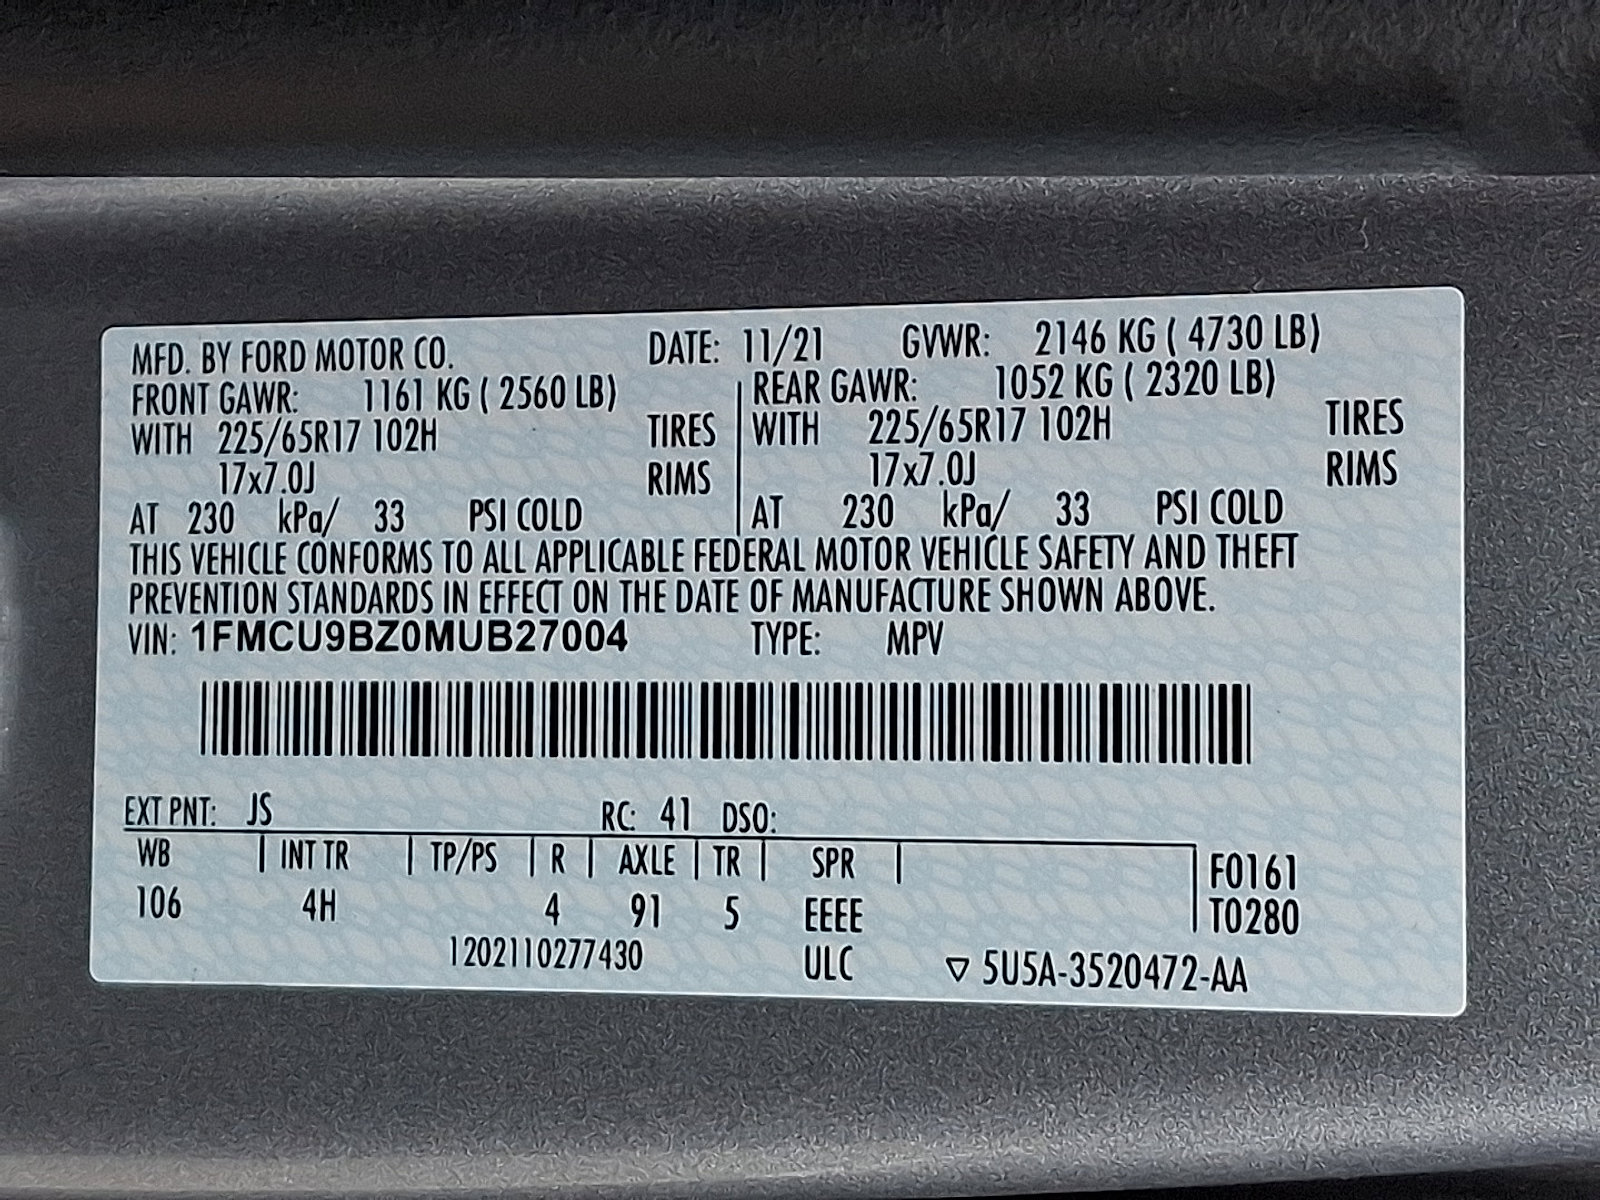 MFD. BY FORD MOTOR CO. DATE: 11/21 GVWR: 2146 KG ( 4730 LB)
FRONT GAWR: 1161 KG ( 2560 LB) REAR GAWR: 1052 KG ( 2320 LB)
WITH 225/65R17 102H TIRES WITH 225/65R17 102H TIRES
17x7.0J RIMS 17x7.0J RIMS
AT 230 kPa/ 33 PSI COLD AT 230 kPa/ 33 PSI COLD
THIS VEHICLE CONFORMS TO ALL APPLICABLE FEDERAL MOTOR VEHICLE SAFETY AND THEFT
PREVENTION STANDARDS IN EFFECT ON THE DATE OF MANUFACTURE SHOWN ABOVE.
VIN: 1FMCU9BZ0MUB27004 TYPE: MPV
EXT PNT: JS RC: 41 DSO:
WB INT TR TP/PS R AXLE TR SPR F0161
106 4H 4 91 5 EEEE T0280
1202110277430 ULC ▽ 5U5A-3520472-AA